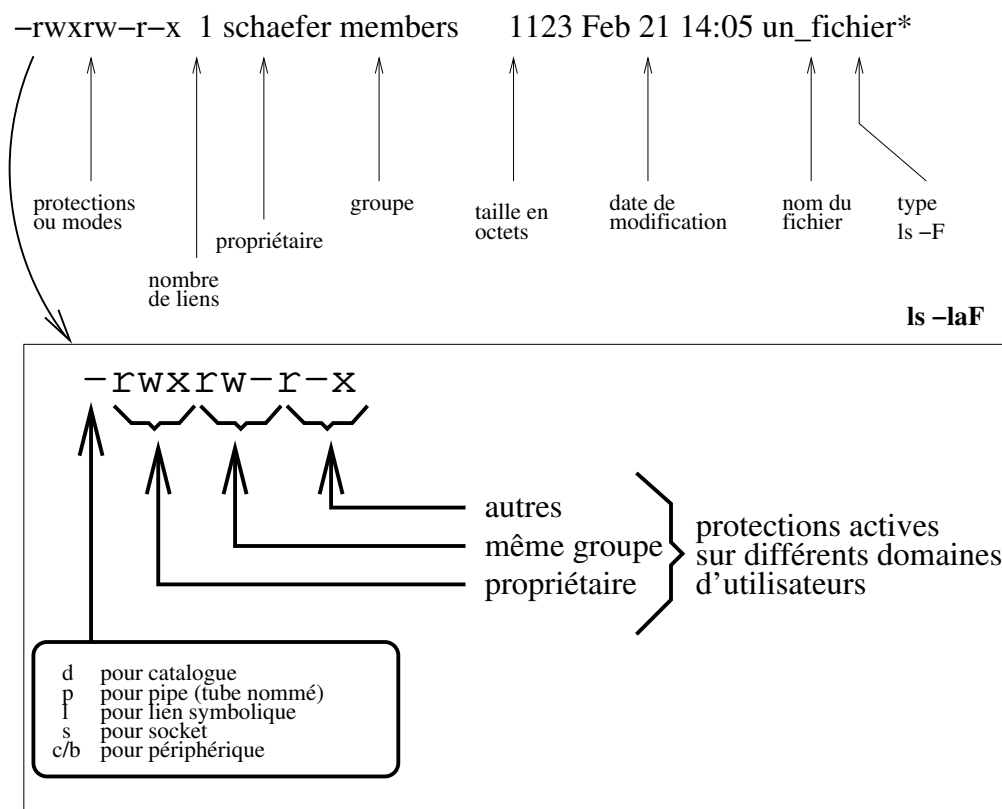 −rwxrw−r−x 1 schaefer members 1123 Feb 21 14:05 un_fichier*
protections
ou modes
nombre
de liens
propriétaire
groupe
taille en
octets
date de
modification
nom du
fichier
type
ls −F
ls −laF
-rwxrw-r-x
autres
même groupe
propriétaire
protections actives
sur différents domaines
d'utilisateurs
d pour catalogue
p pour pipe (tube nommé)
l pour lien symbolique
s pour socket
c/b pour périphérique